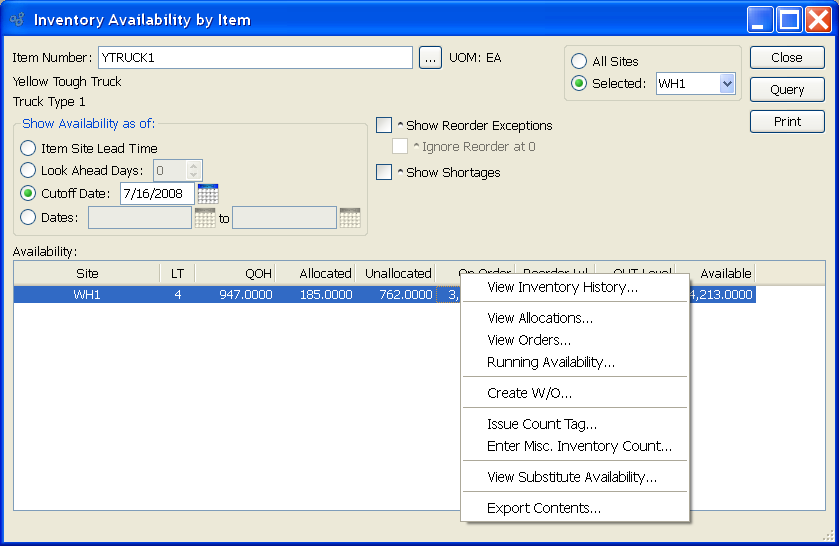 Inventory Availability by Item
Item Number: YTRUCK1 ... UOM: EA
Yellow Tough Truck
Truck Type 1
All Sites
Selected: WH1
Close
Query
Print
Show Availability as of:
Item Site Lead Time
Look Ahead Days: 0
Cutoff Date: 7/16/2008
Dates: to
^ Show Reorder Exceptions
^ Ignore Reorder at 0
^ Show Shortages
Availability:
Site LT QOH Allocated Unallocated On Order Reorder Lvl OUT Level Available
WH1 4 947.0000 185.0000 762.0000 3, 4,213.0000
View Inventory History...
View Allocations...
View Orders...
Running Availability...
Create W/O...
Issue Count Tag...
Enter Misc. Inventory Count...
View Substitute Availability...
Export Contents...